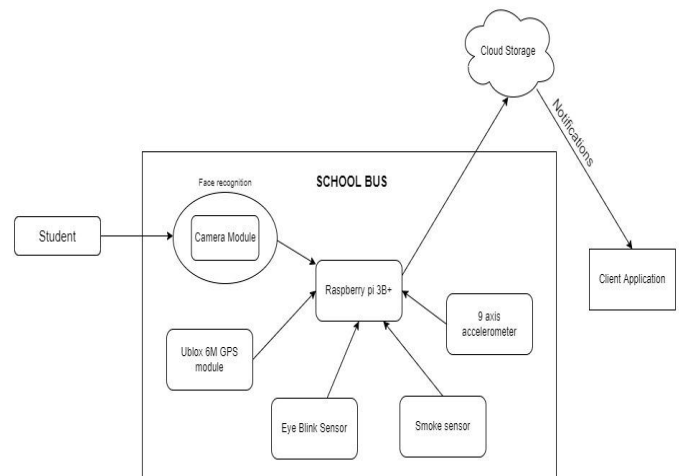 Cloud Storage
Notifications
Face recognition
SCHOOL BUS
Student
Camera Module
Client Application
Raspberry pi 3B+
9 axis
accelerometer
Ublox 6M GPS
module
Eye Blink Sensor
Smoke sensor